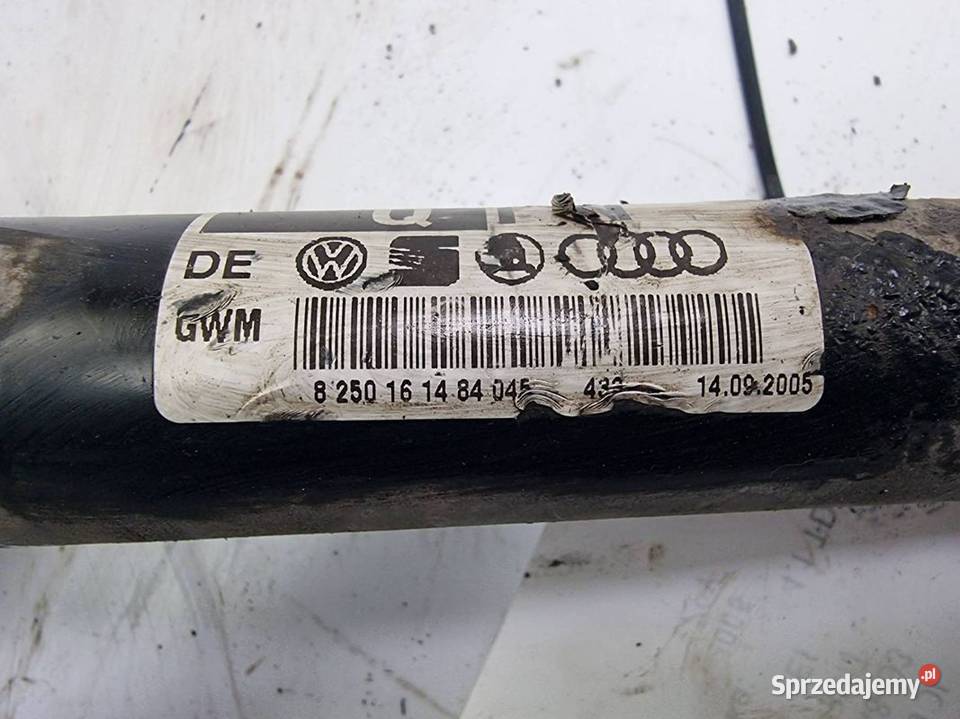 Q
DE
GWM
8 250 16 14 84 045 14.09.2005
Sprzedajemy.pl